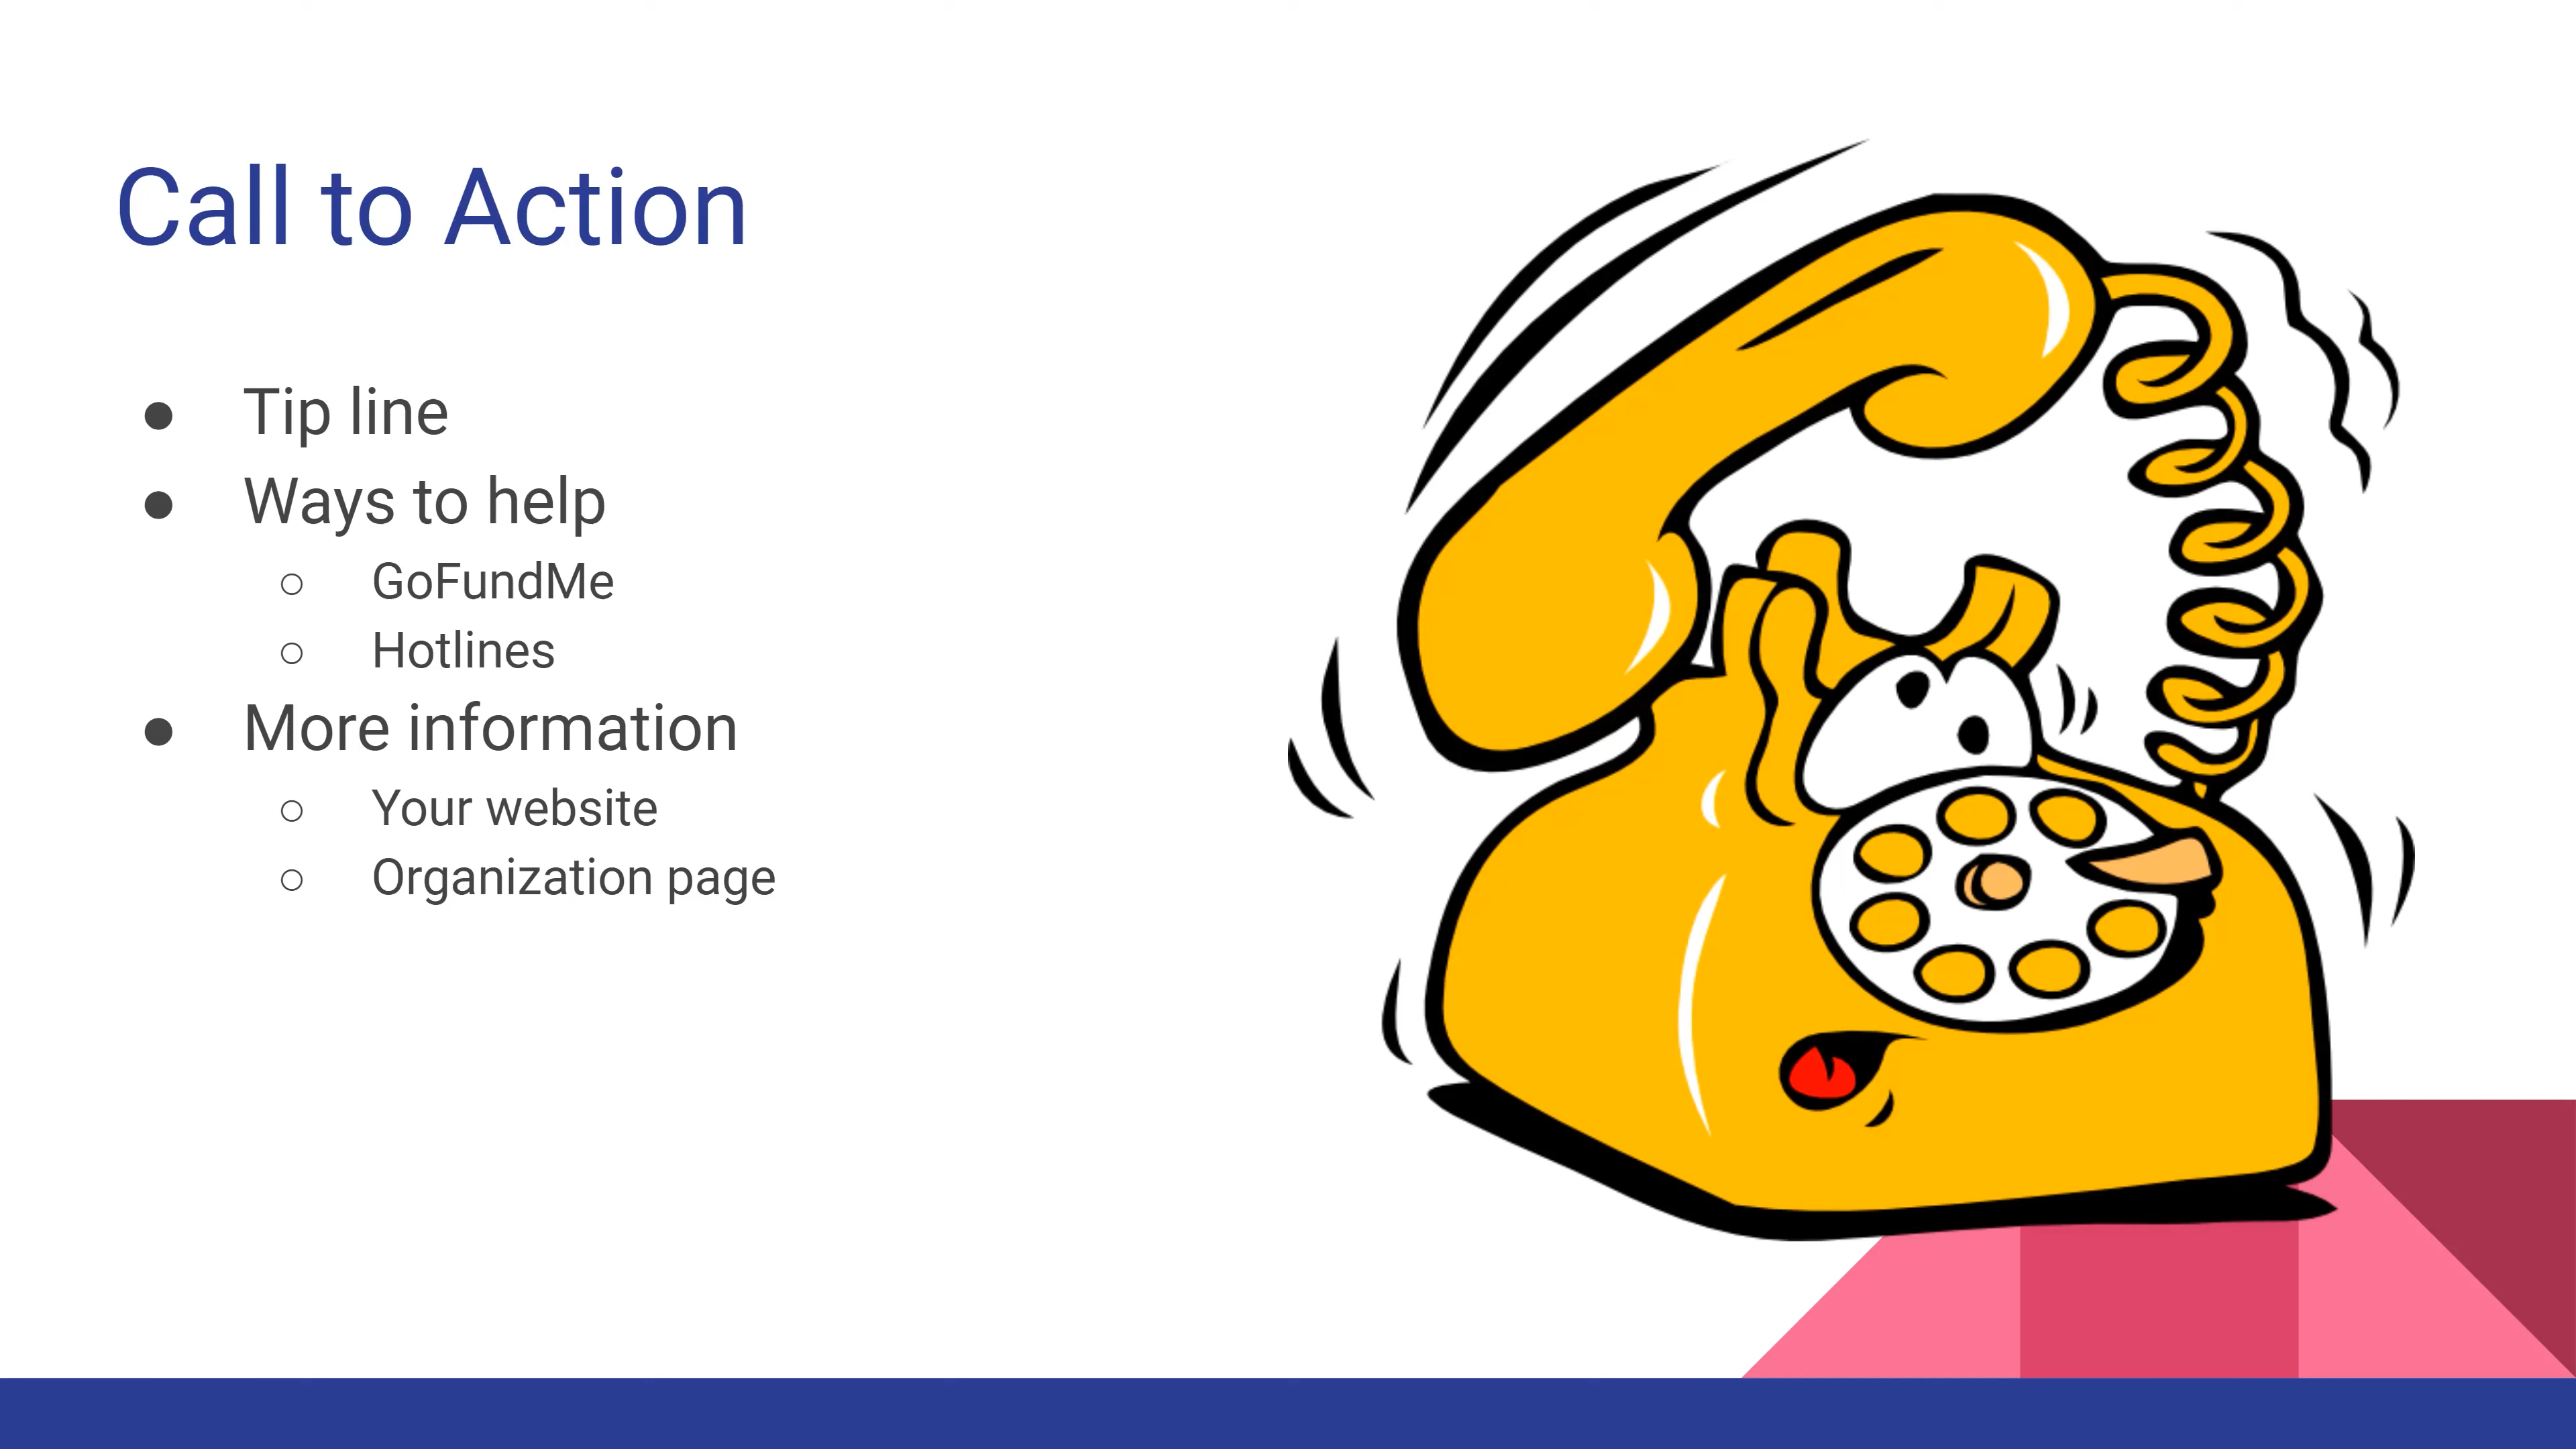 Call to Action
● Tip line
● Ways to help
○ GoFundMe
○ Hotlines
● More information
○ Your website
○ Organization page